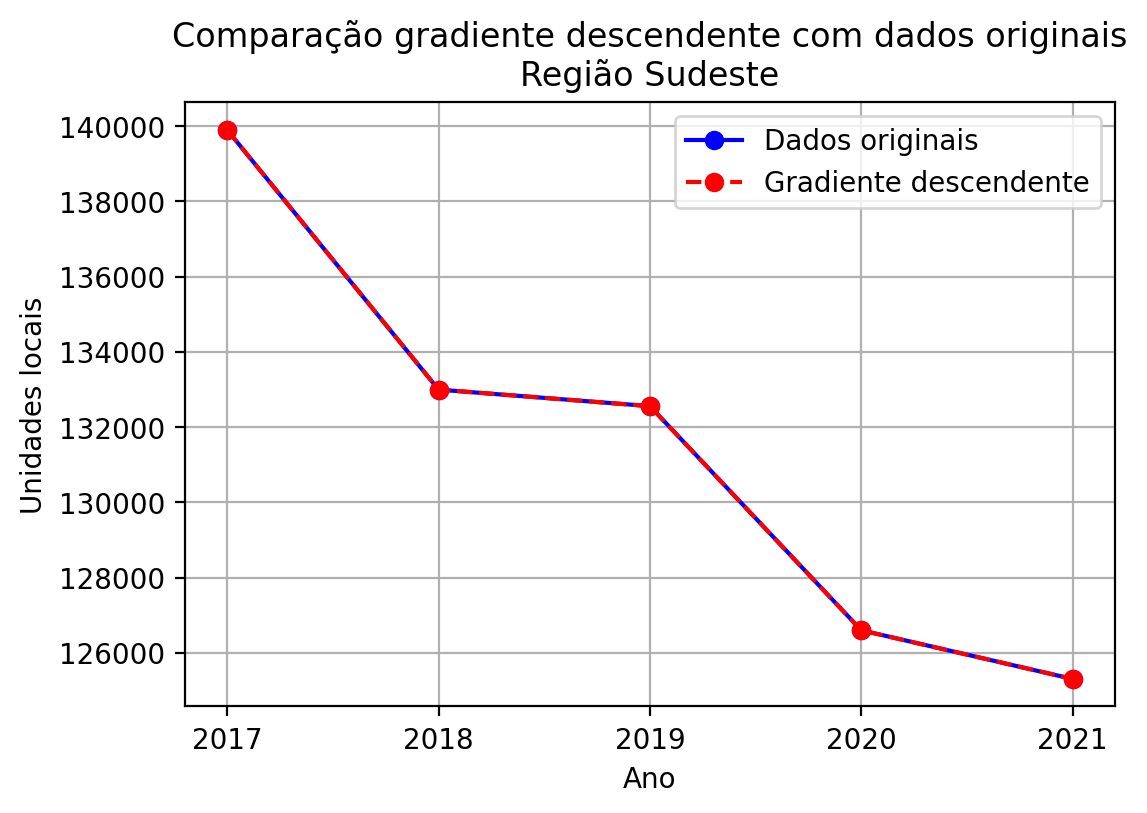 Comparação gradiente descendente com dados originais
Região Sudeste
Dados originais
Gradiente descendente
Unidades locais
140000
138000
136000
134000
132000
130000
128000
126000
2017 2018 2019 2020 2021
Ano